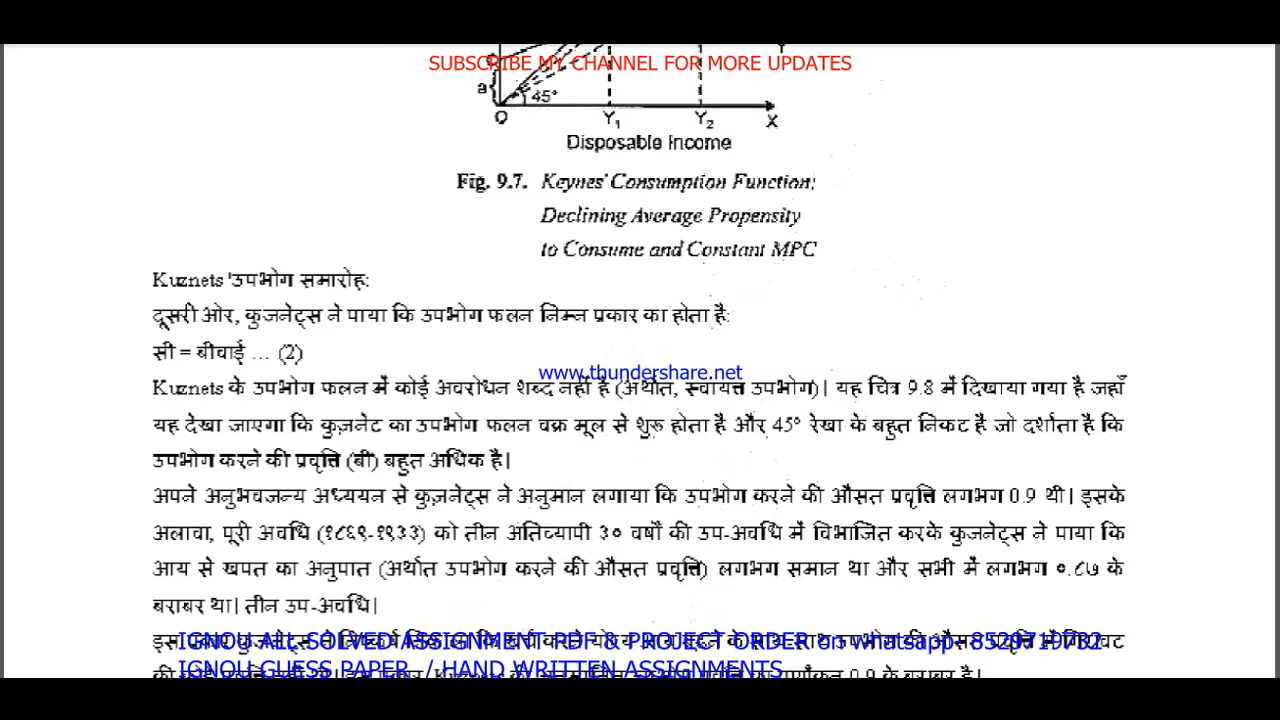 SUBSCRIBE MY CHANNEL FOR MORE UPDATES
a
45°
O Y1 Y2 X
Disposable Income
Fig. 9.7. Keynes' Consumption Function:
Declining Average Propensity
to Consume and Constant MPC
Kuznets 'उपभोग समारोह:
दूसरी ओर, कुजनेट्स ने पाया कि उपभोग फलन निम्न प्रकार का होता है:
सी = बीवाई ... (2)
www.thundershare.net
Kuznets के उपभोग फलन में कोई अवरोधन शब्द नहीं है (अर्थात, स्वायत्त उपभोग)। यह चित्र 9.8 में दिखाया गया है जहाँ
यह देखा जाएगा कि कुज़नेट का उपभोग फलन वक्र मूल से शुरू होता है और 45° रेखा के बहुत निकट है जो दर्शाता है कि
उपभोग करने की प्रवृत्ति (बी) बहुत अधिक है।
अपने अनुभवजन्य अध्ययन से कुज़नेट्स ने अनुमान लगाया कि उपभोग करने की औसत प्रवृत्ति लगभग 0.9 थी। इसके
अलावा, पूरी अवधि (१८६९-१९३३) को तीन अतिव्यापी ३० वर्षों की उप-अवधि में विभाजित करके कुजनेट्स ने पाया कि
आय से खपत का अनुपात (अर्थात उपभोग करने की औसत प्रवृत्ति) लगभग समान था और सभी में लगभग ०.८७ के
बराबर था। तीन उप-अवधि।
IGNOU ALL SOLVED ASSIGNMENT PDF & PROJECT ORDER on whatsapp- 8529719782
IGNOU GUESS PAPER / HAND WRITTEN ASSIGNMENTS
0.9 के बराबर है।